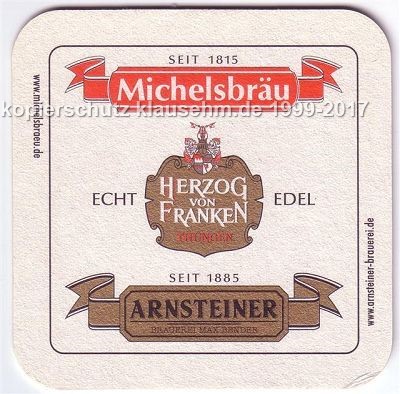 SEIT 1815
Michelsbräu
www.michelsbraeu.de
kopierschutz klausehm.de 1999-2017
ECHT
HERZOG
VON
FRANKEN
THÜNGEN
EDEL
SEIT 1885
ARNSTEINER
BRAUEREI MAX BENDER
www.arnsteiner-brauerei.de